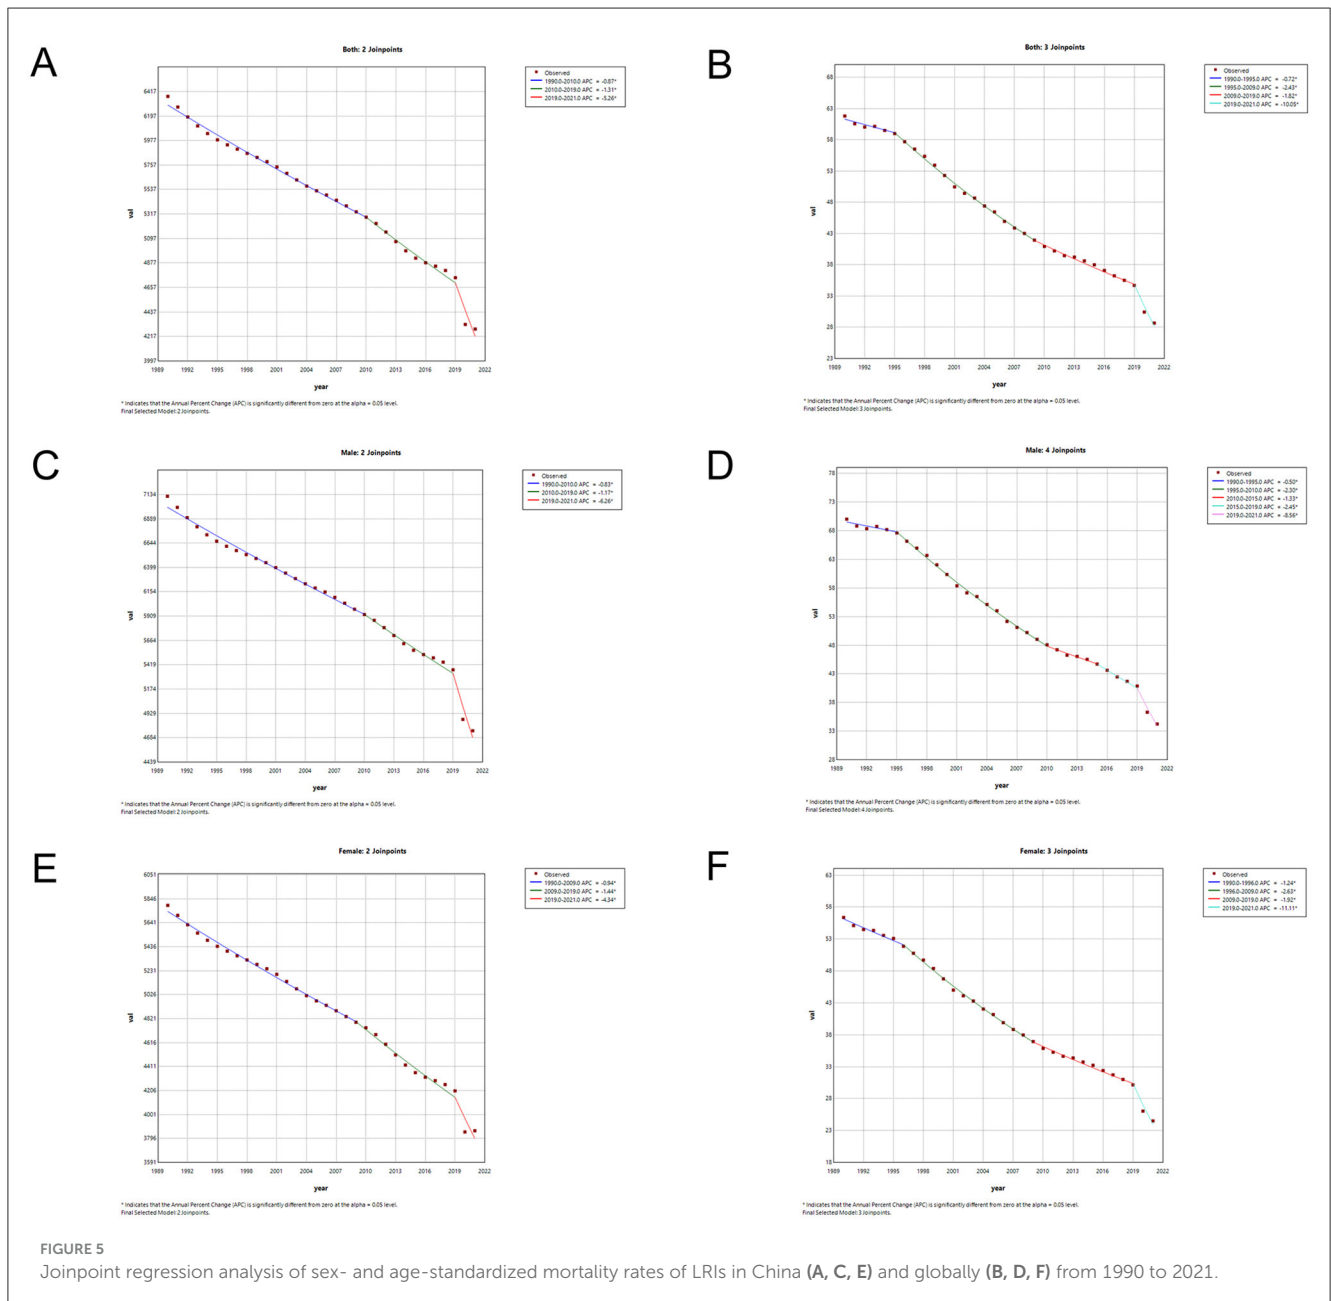 A
Both: 2 Joinpoints
Observed
1990.0-2010.0 APC = -0.87*
2010.0-2019.0 APC = -1.31*
2019.0-2021.0 APC = -5.26*
6417
6197
5977
5757
5537
5317
5097
4877
4657
4437
4217
3997
val
1989 1992 1995 1998 2001 2004 2007 2010 2013 2016 2019 2022
year
* Indicates that the Annual Percent Change (APC) is significantly different from zero at the alpha = 0.05 level.
Final Selected Model: 2 Joinpoints.
B
Both: 3 Joinpoints
Observed
1990.0-1995.0 APC = -0.72*
1995.0-2009.0 APC = -2.43*
2009.0-2019.0 APC = -1.82*
2019.0-2021.0 APC = -10.05*
68
63
58
53
48
43
38
33
28
23
val
1989 1992 1995 1998 2001 2004 2007 2010 2013 2016 2019 2022
year
* Indicates that the Annual Percent Change (APC) is significantly different from zero at the alpha = 0.05 level.
Final Selected Model: 3 Joinpoints.
C
Male: 2 Joinpoints
Observed
1990.0-2010.0 APC = -0.83*
2010.0-2019.0 APC = -1.17*
2019.0-2021.0 APC = -6.26*
7134
6889
6644
6399
6154
5909
5664
5419
5174
4929
4684
4439
val
1989 1992 1995 1998 2001 2004 2007 2010 2013 2016 2019 2022
year
* Indicates that the Annual Percent Change (APC) is significantly different from zero at the alpha = 0.05 level.
Final Selected Model: 2 Joinpoints.
D
Male: 4 Joinpoints
Observed
1990.0-1995.0 APC = -0.50*
1995.0-2010.0 APC = -2.30*
2010.0-2015.0 APC = -1.33*
2015.0-2019.0 APC = -2.45*
2019.0-2021.0 APC = -8.56*
78
73
68
63
58
53
48
43
38
33
28
val
1989 1992 1995 1998 2001 2004 2007 2010 2013 2016 2019 2022
year
* Indicates that the Annual Percent Change (APC) is significantly different from zero at the alpha = 0.05 level.
Final Selected Model: 4 Joinpoints.
E
Female: 2 Joinpoints
Observed
1990.0-2009.0 APC = -0.94*
2009.0-2019.0 APC = -1.44*
2019.0-2021.0 APC = -4.34*
6051
5846
5641
5436
5231
5026
4821
4616
4411
4206
4001
3796
3591
val
1989 1992 1995 1998 2001 2004 2007 2010 2013 2016 2019 2022
year
* Indicates that the Annual Percent Change (APC) is significantly different from zero at the alpha = 0.05 level.
Final Selected Model: 2 Joinpoints.
F
Female: 3 Joinpoints
Observed
1990.0-1996.0 APC = -1.24*
1996.0-2009.0 APC = -2.63*
2009.0-2019.0 APC = -1.92*
2019.0-2021.0 APC = -11.11*
63
58
53
48
43
38
33
28
23
18
val
1989 1992 1995 1998 2001 2004 2007 2010 2013 2016 2019 2022
year
* Indicates that the Annual Percent Change (APC) is significantly different from zero at the alpha = 0.05 level.
Final Selected Model: 3 Joinpoints.
FIGURE 5
Joinpoint regression analysis of sex- and age-standardized mortality rates of LRIs in China (A, C, E) and globally (B, D, F) from 1990 to 2021.